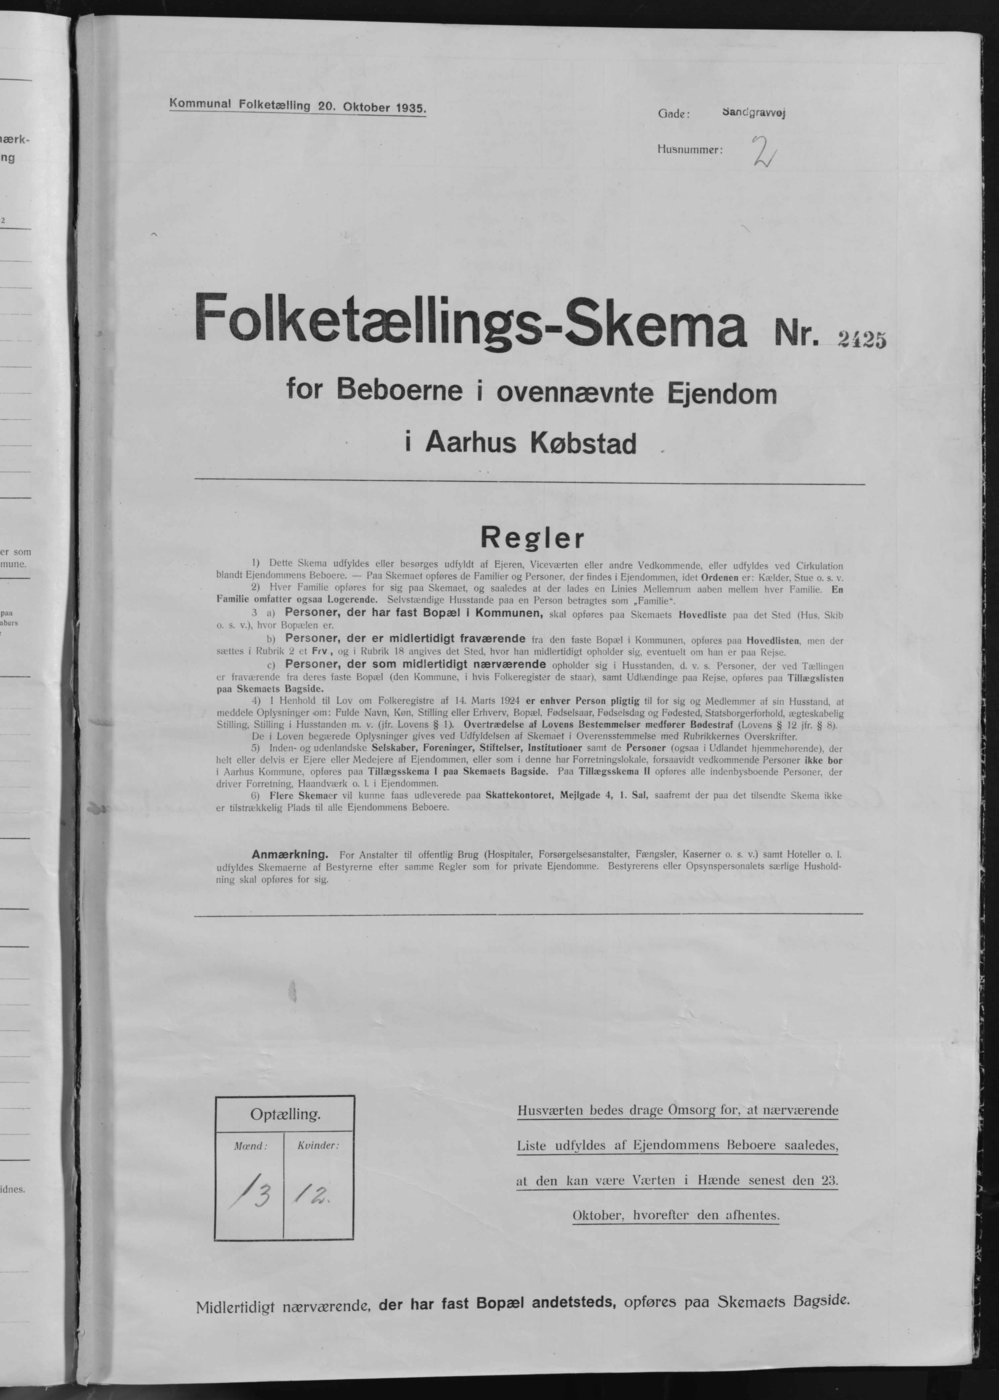 Kommunal Folketælling 20. Oktober 1935.
Gade: Sandgravvej
Husnummer: 2
Folketællings-Skema Nr. 2425
for Beboerne i ovennævnte Ejendom
i Aarhus Købstad
Regler
1) Dette Skema udfyldes eller besørges udfyldt af Ejeren, Viceværten eller andre Vedkommende, eller udfyldes ved Cirkulation
blandt Ejendommens Beboere. — Paa Skemaet opføres de Familier og Personer, der findes i Ejendommen, idet Ordenen er: Kælder, Stue o. s. v.
2) Hver Familie opføres for sig paa Skemaet, og saaledes at der lades en Linies Mellemrum aaben mellem hver Familie. En
Familie omfatter ogsaa Logerende. Selvstændige Husstande paa en Person betragtes som „Familie".
3 a) Personer, der har fast Bopæl i Kommunen, skal opføres paa Skemaets Hovedliste paa det Sted (Hus, Skib
o. s. v.), hvor Bopælen er.
b) Personer, der er midlertidigt fraværende fra den faste Bopæl i Kommunen, opføres paa Hovedlisten, men der
sættes i Rubrik 2 et Frv., og i Rubrik 18 angives det Sted, hvor han midlertidigt opholder sig, eventuelt om han er paa Rejse.
c) Personer, der som midlertidigt nærværende opholder sig i Husstanden, d. v. s. Personer, der ved Tællingen
er fraværende fra deres faste Bopæl (den Kommune, i hvis Folkeregister de staar), samt Udlændinge paa Rejse, opføres paa Tillægslisten
paa Skemaets Bagside.
4) I Henhold til Lov om Folkeregistre af 14. Marts 1924 er enhver Person pligtig til for sig og Medlemmer af sin Husstand, at
meddele Oplysninger om: Fulde Navn, Køn, Stilling eller Erhverv, Bopæl, Fødselsaar, Fødselsdag og Fødested, Statsborgerforhold, ægteskabelig
Stilling, Stilling i Husstanden m. v. (jfr. Lovens § 1). Overtrædelse af Lovens Bestemmelser medfører Bødestraf (Lovens § 12 jfr. § 8).
De i Loven begærede Oplysninger gives ved Udfyldelsen af Skemaet i Overensstemmelse med Rubrikkernes Overskrifter.
5) Inden- og udenlandske Selskaber, Foreninger, Stiftelser, Institutioner samt de Personer (ogsaa i Udlandet hjemmehørende), der
helt eller delvis er Ejere eller Medejere af Ejendommen, eller som i denne har Forretningslokale, forsaavidt vedkommende Personer ikke bor
i Aarhus Kommune, opføres paa Tillægsskema I paa Skemaets Bagside. Paa Tillægsskema II opføres alle indenbysboende Personer, der
driver Forretning, Haandværk o. l. i Ejendommen.
6) Flere Skemaer vil kunne faas udleverede paa Skattekontoret, Mejlgade 4, 1. Sal, saafremt der paa det tilsendte Skema ikke
er tilstrækkelig Plads til alle Ejendommens Beboere.
Anmærkning. For Anstalter til offentlig Brug (Hospitaler, Forsørgelsesanstalter, Fængsler, Kaserner o. s. v.) samt Hoteller o. l.
udfyldes Skemaerne af Bestyrerne efter samme Regler som for private Ejendomme. Bestyrerens eller Opsynspersonalets særlige Hushold-
ning skal opføres for sig.
Optælling.
Mænd: Kvinder:
13 12.
Husværten bedes drage Omsorg for, at nærværende
Liste udfyldes af Ejendommens Beboere saaledes,
at den kan være Værten i Hænde senest den 23.
Oktober, hvorefter den afhentes.
Midlertidigt nærværende, der har fast Bopæl andetsteds, opføres paa Skemaets Bagside.